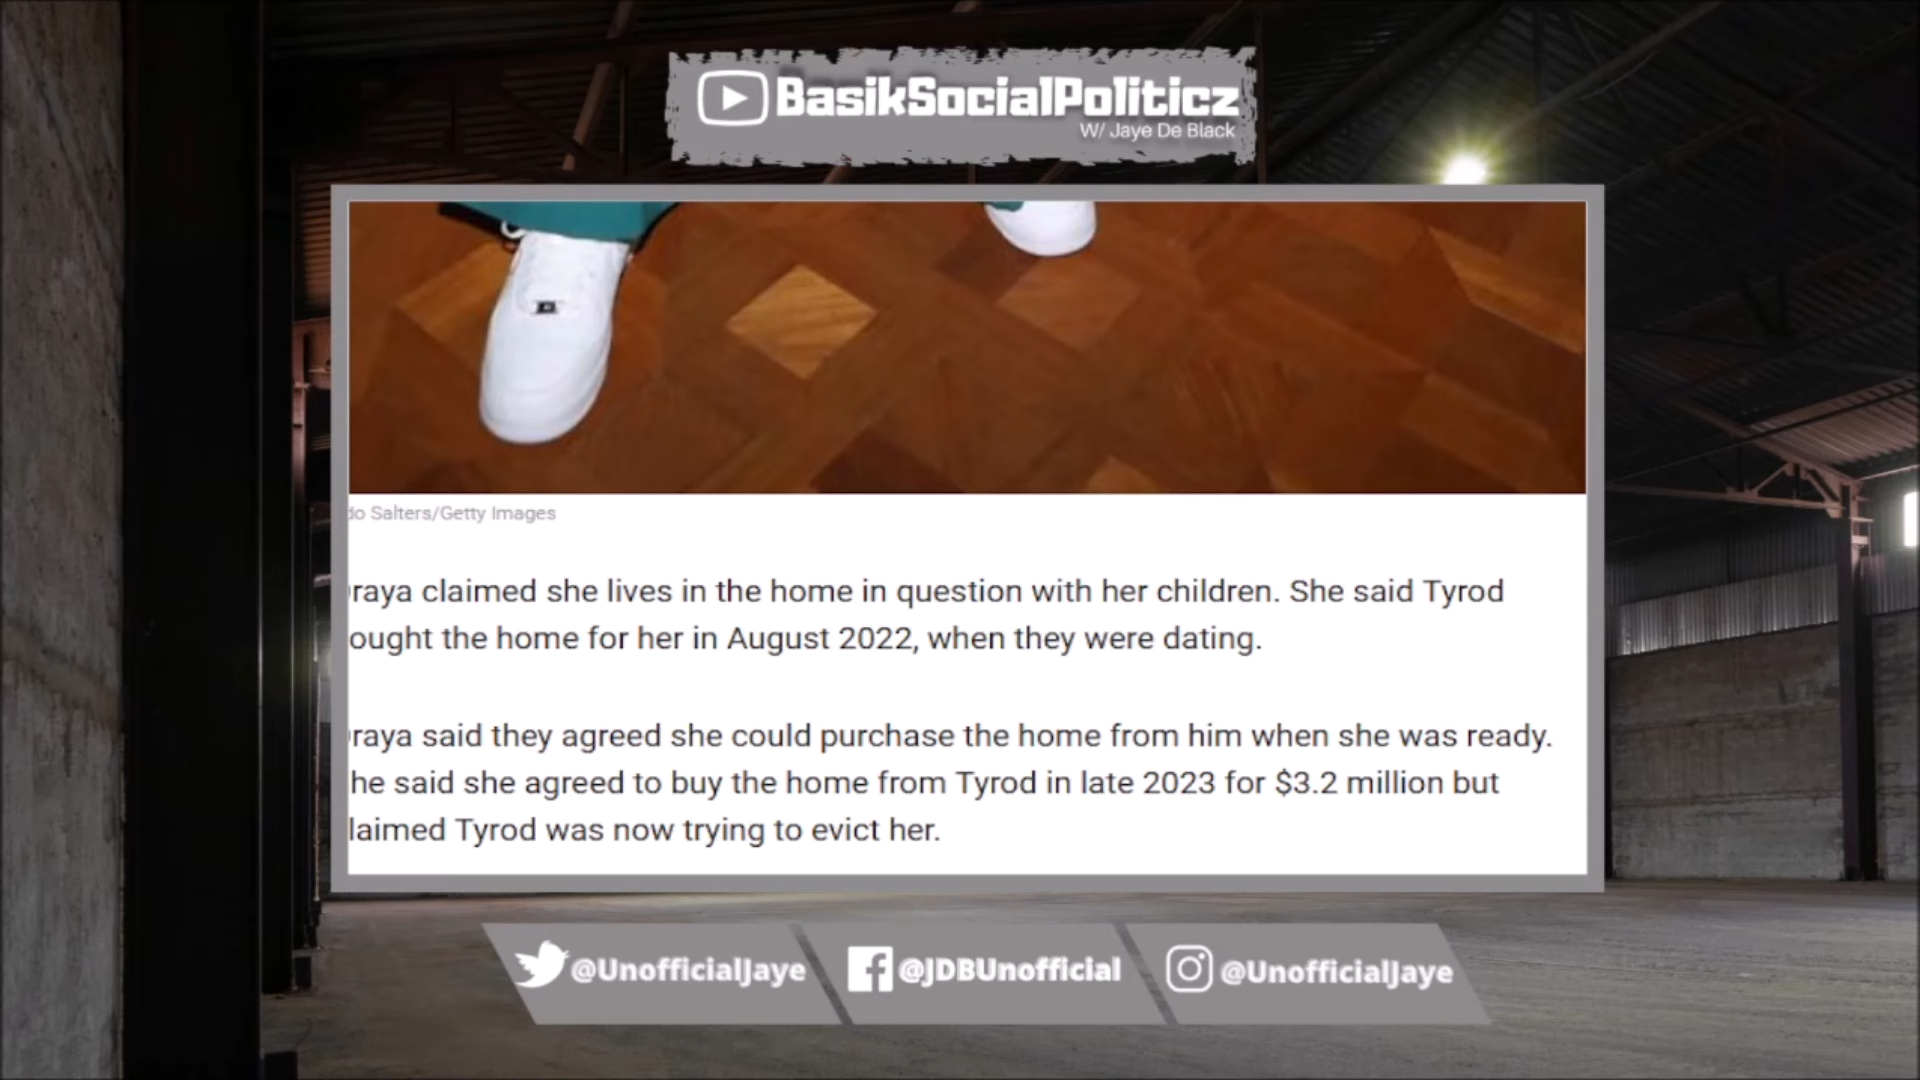 BasikSocialPoliticz
W/ Jaye De Black
do Salters/Getty Images
raya claimed she lives in the home in question with her children. She said Tyrod
ought the home for her in August 2022, when they were dating.
raya said they agreed she could purchase the home from him when she was ready.
he said she agreed to buy the home from Tyrod in late 2023 for $3.2 million but
laimed Tyrod was now trying to evict her.
@UnofficialJaye
@JDBUnofficial
@UnofficialJaye